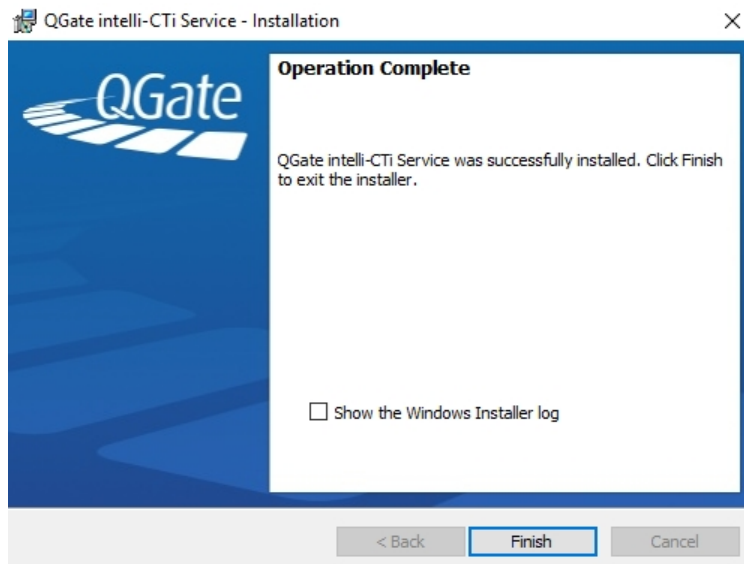 QGate intelli-CTi Service - Installation
QGate
Operation Complete
QGate intelli-CTi Service was successfully installed. Click Finish
to exit the installer.
Show the Windows Installer log
< Back
Finish
Cancel